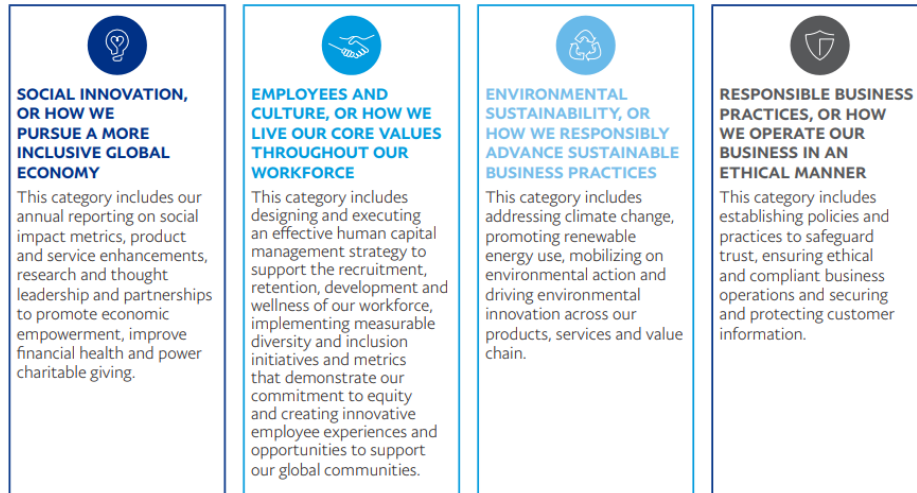 SOCIAL INNOVATION,
OR HOW WE
PURSUE A MORE
INCLUSIVE GLOBAL
ECONOMY
This category includes our
annual reporting on social
impact metrics, product
and service enhancements,
research and thought
leadership and partnerships
to promote economic
empowerment, improve
financial health and power
charitable giving.
EMPLOYEES AND
CULTURE, OR HOW WE
LIVE OUR CORE VALUES
THROUGHOUT OUR
WORKFORCE
This category includes
designing and executing
an effective human capital
management strategy to
support the recruitment,
retention, development and
wellness of our workforce,
implementing measurable
diversity and inclusion
initiatives and metrics
that demonstrate our
commitment to equity
and creating innovative
employee experiences and
opportunities to support
our global communities.
ENVIRONMENTAL
SUSTAINABILITY, OR
HOW WE RESPONSIBLY
ADVANCE SUSTAINABLE
BUSINESS PRACTICES
This category includes
addressing climate change,
promoting renewable
energy use, mobilizing on
environmental action and
driving environmental
innovation across our
products, services and value
chain.
RESPONSIBLE BUSINESS
PRACTICES, OR HOW
WE OPERATE OUR
BUSINESS IN AN
ETHICAL MANNER
This category includes
establishing policies and
practices to safeguard
trust, ensuring ethical
and compliant business
operations and securing
and protecting customer
information.